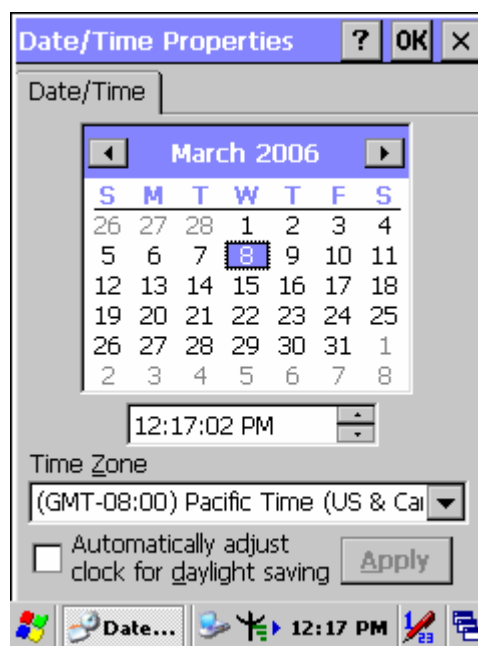 Date/Time Properties ? OK ×
Date/Time
March 2006
S M T W T F S
26 27 28 1 2 3 4
5 6 7 8 9 10 11
12 13 14 15 16 17 18
19 20 21 22 23 24 25
26 27 28 29 30 31 1
2 3 4 5 6 7 8
12:17:02 PM
Time Zone
(GMT-08:00) Pacific Time (US & Ca
Automatically adjust
clock for daylight saving
Apply
Date... 12:17 PM 1 23